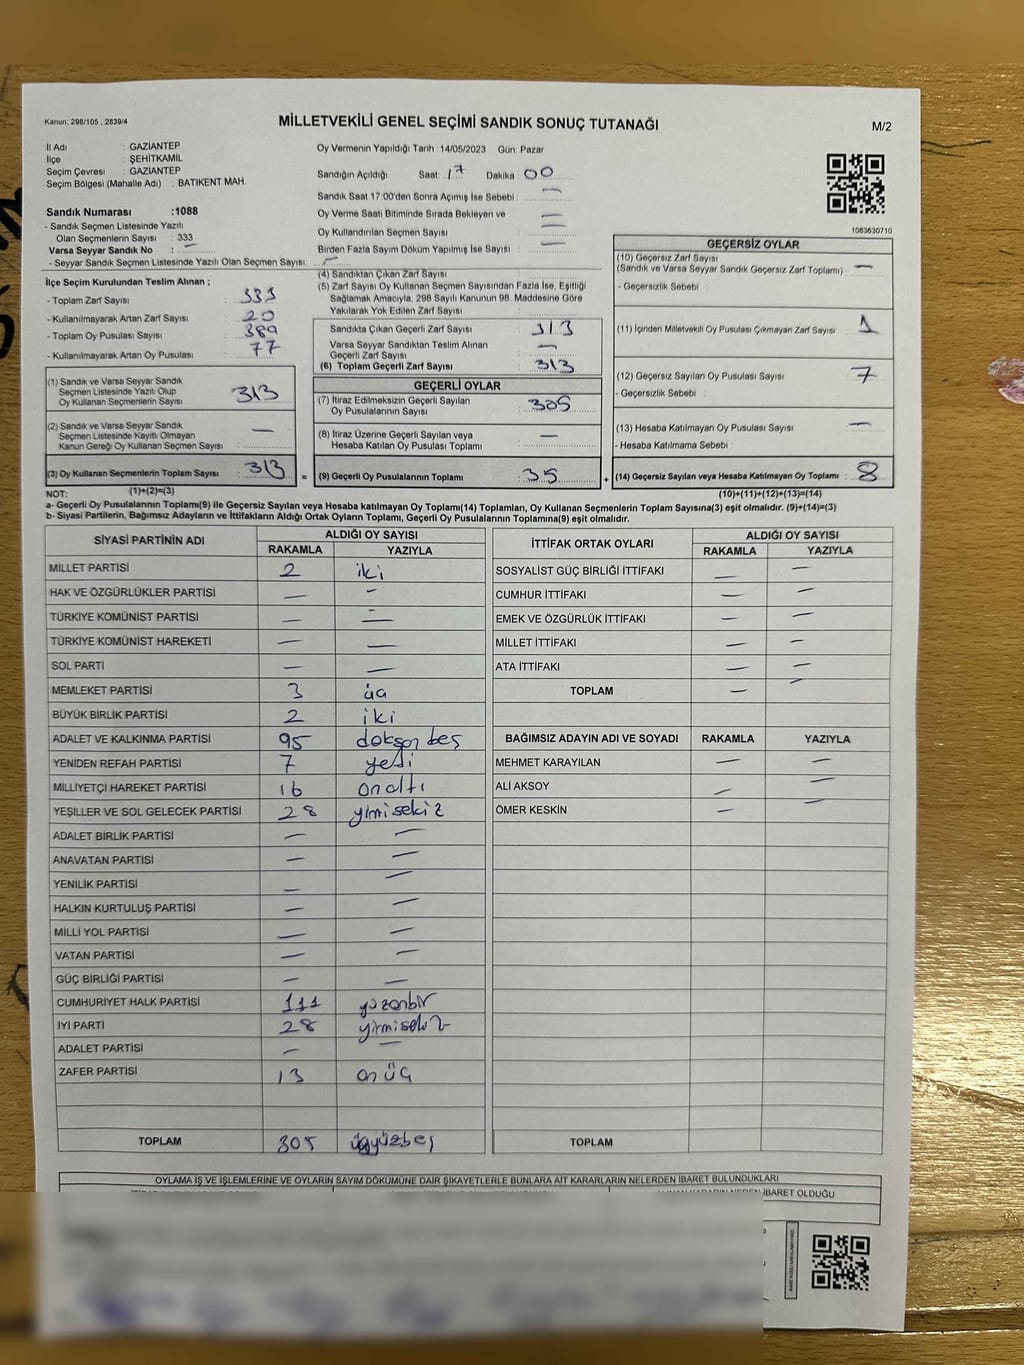 Kanun; 298/105 , 2839/4
MİLLETVEKİLİ GENEL SEÇİMİ SANDIK SONUÇ TUTANAĞI
M/2
İl Adı : GAZİANTEP
İlçe : ŞEHİTKAMİL
Seçim Çevresi : GAZİANTEP
Seçim Bölgesi (Mahalle Adı) : BATIKENT MAH.
Oy Vermenin Yapıldığı Tarih : 14/05/2023 Gün: Pazar
Sandığın Açıldığı Saat: 17 Dakika : 00
Sandık Saat 17:00'den Sonra Açılmış İse Sebebi : —
Oy Verme Saati Bitiminde Sırada Bekleyen ve
Oy Kullandırılan Seçmen Sayısı : —
Birden Fazla Sayım Döküm Yapılmış İse Sayısı : —
Sandık Numarası :1088
- Sandık Seçmen Listesinde Yazılı
Olan Seçmenlerin Sayısı : 333
Varsa Seyyar Sandık No : —
- Seyyar Sandık Seçmen Listesinde Yazılı Olan Seçmen Sayısı: —
1083630710
İlçe Seçim Kurulundan Teslim Alınan ;
- Toplam Zarf Sayısı : 333
- Kullanılmayarak Artan Zarf Sayısı : 20
- Toplam Oy Pusulası Sayısı : 389
- Kullanılmayarak Artan Oy Pusulası : 77
(1) Sandık ve Varsa Seyyar Sandık
Seçmen Listesinde Yazılı Olup
Oy Kullanan Seçmenlerin Sayısı : 313
(2) Sandık ve Varsa Seyyar Sandık
Seçmen Listesinde Kayıtlı Olmayan
Kanun Gereği Oy Kullanan Seçmen Sayısı : —
(3) Oy Kullanan Seçmenlerin Toplam Sayısı : 313
(1)+(2)=(3)
(4) Sandıktan Çıkan Zarf Sayısı
(5) Zarf Sayısı Oy Kullanan Seçmen Sayısından Fazla İse, Eşitliği
Sağlamak Amacıyla, 298 Sayılı Kanunun 98. Maddesine Göre
Yakılarak Yok Edilen Zarf Sayısı :
Sandıkta Çıkan Geçerli Zarf Sayısı : 313
Varsa Seyyar Sandıktan Teslim Alınan
Geçerli Zarf Sayısı : —
(6) Toplam Geçerli Zarf Sayısı : 313
GEÇERLİ OYLAR
(7) İtiraz Edilmeksizin Geçerli Sayılan
Oy Pusulalarının Sayısı : 305
(8) İtiraz Üzerine Geçerli Sayılan veya
Hesaba Katılan Oy Pusulası Toplamı : —
= (9) Geçerli Oy Pusulalarının Toplamı : 35
GEÇERSİZ OYLAR
(10) Geçersiz Zarf Sayısı
(Sandık ve Varsa Seyyar Sandık Geçersiz Zarf Toplamı) : —
- Geçersizlik Sebebi :
(11) İçinden Milletvekili Oy Pusulası Çıkmayan Zarf Sayısı : 1
(12) Geçersiz Sayılan Oy Pusulası Sayısı : 7
- Geçersizlik Sebebi :
(13) Hesaba Katılmayan Oy Pusulası Sayısı : —
- Hesaba Katılmama Sebebi :
+ (14) Geçersiz Sayılan veya Hesaba Katılmayan Oy Toplamı : 8
(10)+(11)+(12)+(13)=(14)
NOT:
a- Geçerli Oy Pusulalarının Toplamı(9) ile Geçersiz Sayılan veya Hesaba katılmayan Oy Toplamı(14) Toplamları, Oy Kullanan Seçmenlerin Toplam Sayısına(3) eşit olmalıdır. (9)+(14)=(3)
b- Siyasi Partilerin, Bağımsız Adayların ve İttifakların Aldığı Ortak Oyların Toplamı, Geçerli Oy Pusulalarının Toplamına(9) eşit olmalıdır.
SİYASİ PARTİNİN ADI ALDIĞI OY SAYISI
RAKAMLA YAZIYLA
MİLLET PARTİSİ 2 iki
HAK VE ÖZGÜRLÜKLER PARTİSİ — —
TÜRKİYE KOMÜNİST PARTİSİ — —
TÜRKİYE KOMÜNİST HAREKETİ — —
SOL PARTİ — —
MEMLEKET PARTİSİ 3 üç
BÜYÜK BİRLİK PARTİSİ 2 iki
ADALET VE KALKINMA PARTİSİ 95 doksan beş
YENİDEN REFAH PARTİSİ 7 yedi
MİLLİYETÇİ HAREKET PARTİSİ 16 onaltı
YEŞİLLER VE SOL GELECEK PARTİSİ 28 yimisekiz
ADALET BİRLİK PARTİSİ — —
ANAVATAN PARTİSİ — —
YENİLİK PARTİSİ — —
HALKIN KURTULUŞ PARTİSİ — —
MİLLİ YOL PARTİSİ — —
VATAN PARTİSİ — —
GÜÇ BİRLİĞİ PARTİSİ — —
CUMHURİYET HALK PARTİSİ 111 yüzonbir
İYİ PARTİ 28 yirmisekiz
ADALET PARTİSİ — —
ZAFER PARTİSİ 13 onüç
TOPLAM 305 üçyüzbeş
İTTİFAK ORTAK OYLARI ALDIĞI OY SAYISI
RAKAMLA YAZIYLA
SOSYALİST GÜÇ BİRLİĞİ İTTİFAKI — —
CUMHUR İTTİFAKI — —
EMEK VE ÖZGÜRLÜK İTTİFAKI — —
MİLLET İTTİFAKI — —
ATA İTTİFAKI — —
TOPLAM — —
BAĞIMSIZ ADAYIN ADI VE SOYADI RAKAMLA YAZIYLA
MEHMET KARAYILAN — —
ALİ AKSOY — —
ÖMER KESKİN — —
TOPLAM
OYLAMA İŞ VE İŞLEMLERİNE VE OYLARIN SAYIM DÖKÜMÜNE DAİR ŞİKAYETLERLE BUNLARA AİT KARARLARIN NELERDEN İBARET BULUNDUKLARI
İBARET OLDUĞU